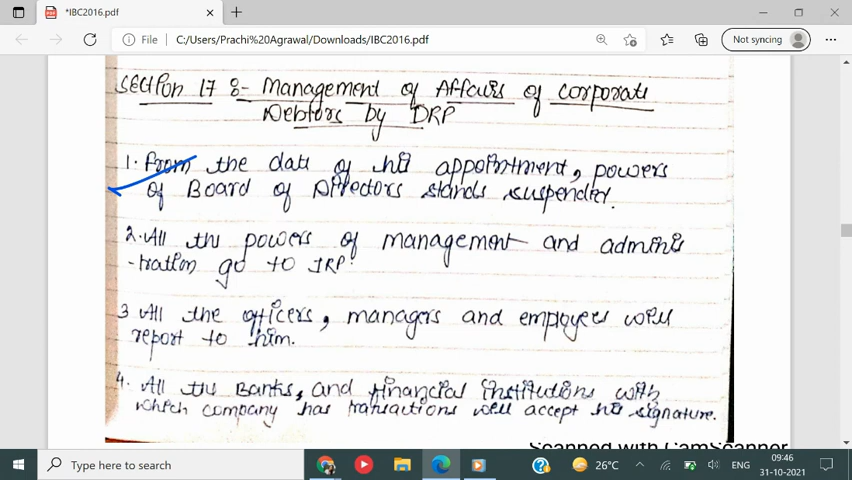 *IBC2016.pdf
File
C:/Users/Prachi%20Agrawal/Downloads/IBC2016.pdf
Not syncing
SECTION 17 :- Management of Affairs of corporate
Debtors by IRP
1. From the date of his appointment, powers
of Board of Directors stands suspended.
2. All the powers of management and adminis
-tration go to IRP.
3 All the officers, managers and employees will
report to him.
4. All the Banks, and financial institutions with
which company has transactions will accept his signature.
Scanned with CamScanner
Type here to search
26°C
ENG
09:46
31-10-2021